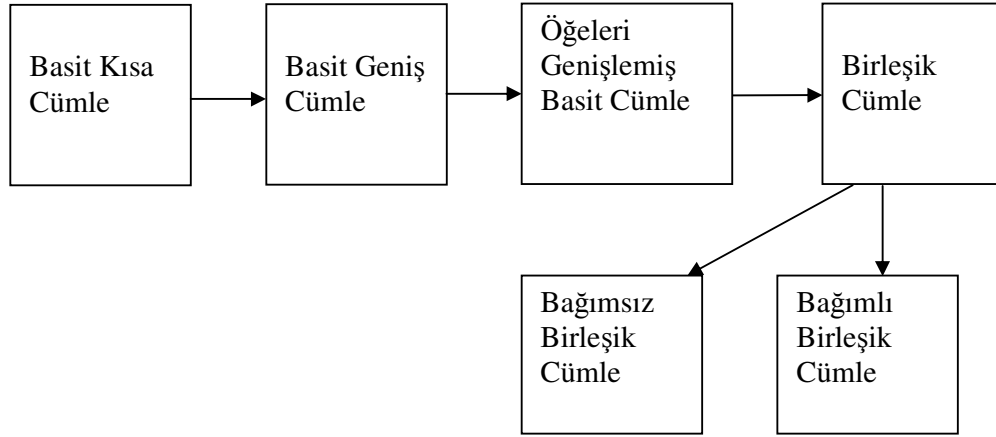 Basit Kısa
Cümle
Basit Geniş
Cümle
Öğeleri
Genişlemiş
Basit Cümle
Birleşik
Cümle
Bağımsız
Birleşik
Cümle
Bağımlı
Birleşik
Cümle